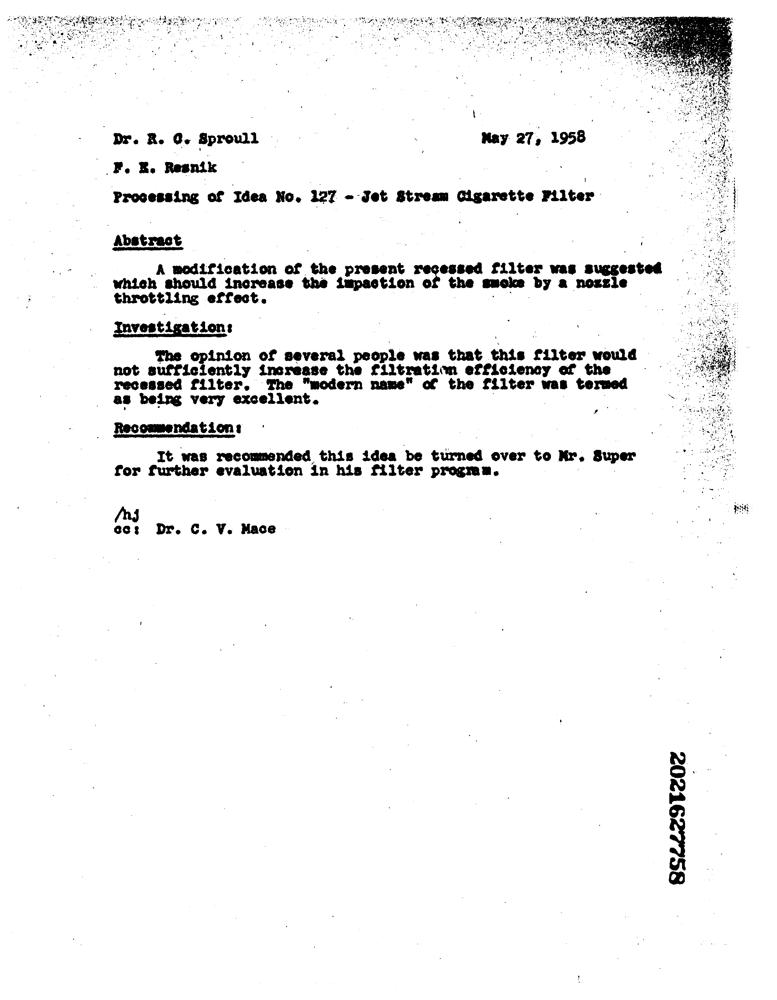 Dr. R. G. Sproull May 27, 1958
F. E. Resnik
Processing of Idea No. 127 - Jet Stream Cigarette Filter
Abstract
A modification of the present recessed filter was suggested
which should increase the impaction of the smoke by a nozzle
throttling effect.
Investigation:
The opinion of several people was that this filter would
not sufficiently increase the filtration efficiency of the
recessed filter. The "modern name" of the filter was termed
as being very excellent.
Recommendation:
It was recommended this idea be turned over to Mr. Super
for further evaluation in his filter program.
/hj
cc: Dr. C. V. Mace
2021627758